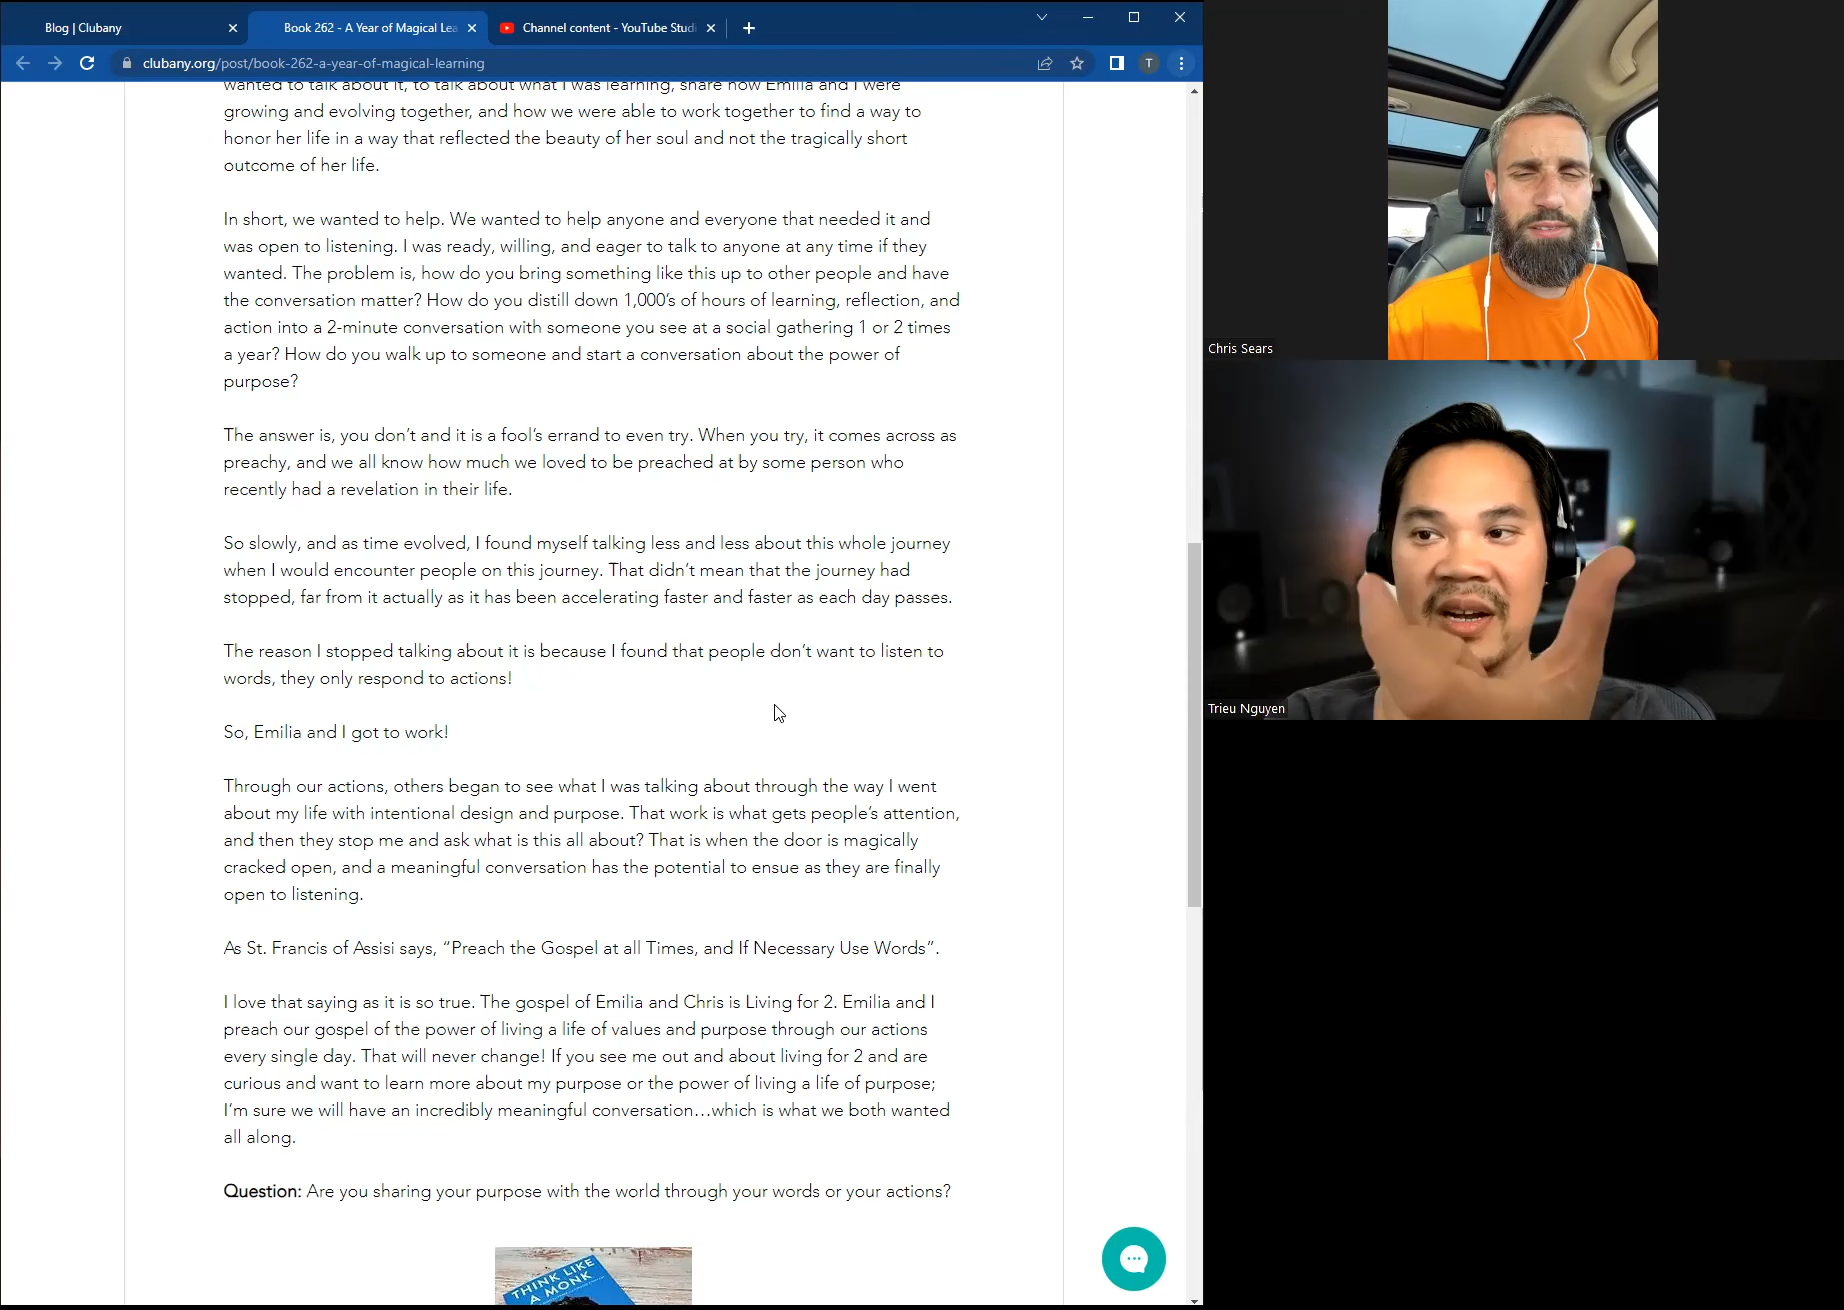 Blog | Clubany
Book 262 - A Year of Magical Lea
Channel content - YouTube Studi
clubany.org/post/book-262-a-year-of-magical-learning
T
wanted to talk about it, to talk about what I was learning, share how Emilia and I were
growing and evolving together, and how we were able to work together to find a way to
honor her life in a way that reflected the beauty of her soul and not the tragically short
outcome of her life.
In short, we wanted to help. We wanted to help anyone and everyone that needed it and
was open to listening. I was ready, willing, and eager to talk to anyone at any time if they
wanted. The problem is, how do you bring something like this up to other people and have
the conversation matter? How do you distill down 1,000’s of hours of learning, reflection, and
action into a 2-minute conversation with someone you see at a social gathering 1 or 2 times
a year? How do you walk up to someone and start a conversation about the power of
purpose?
The answer is, you don’t and it is a fool’s errand to even try. When you try, it comes across as
preachy, and we all know how much we loved to be preached at by some person who
recently had a revelation in their life.
So slowly, and as time evolved, I found myself talking less and less about this whole journey
when I would encounter people on this journey. That didn’t mean that the journey had
stopped, far from it actually as it has been accelerating faster and faster as each day passes.
The reason I stopped talking about it is because I found that people don’t want to listen to
words, they only respond to actions!
So, Emilia and I got to work!
Through our actions, others began to see what I was talking about through the way I went
about my life with intentional design and purpose. That work is what gets people’s attention,
and then they stop me and ask what is this all about? That is when the door is magically
cracked open, and a meaningful conversation has the potential to ensue as they are finally
open to listening.
As St. Francis of Assisi says, “Preach the Gospel at all Times, and If Necessary Use Words”.
I love that saying as it is so true. The gospel of Emilia and Chris is Living for 2. Emilia and I
preach our gospel of the power of living a life of values and purpose through our actions
every single day. That will never change! If you see me out and about living for 2 and are
curious and want to learn more about my purpose or the power of living a life of purpose;
I’m sure we will have an incredibly meaningful conversation…which is what we both wanted
all along.
Question: Are you sharing your purpose with the world through your words or your actions?
THINK LIKE
A MONK
Chris Sears
Trieu Nguyen